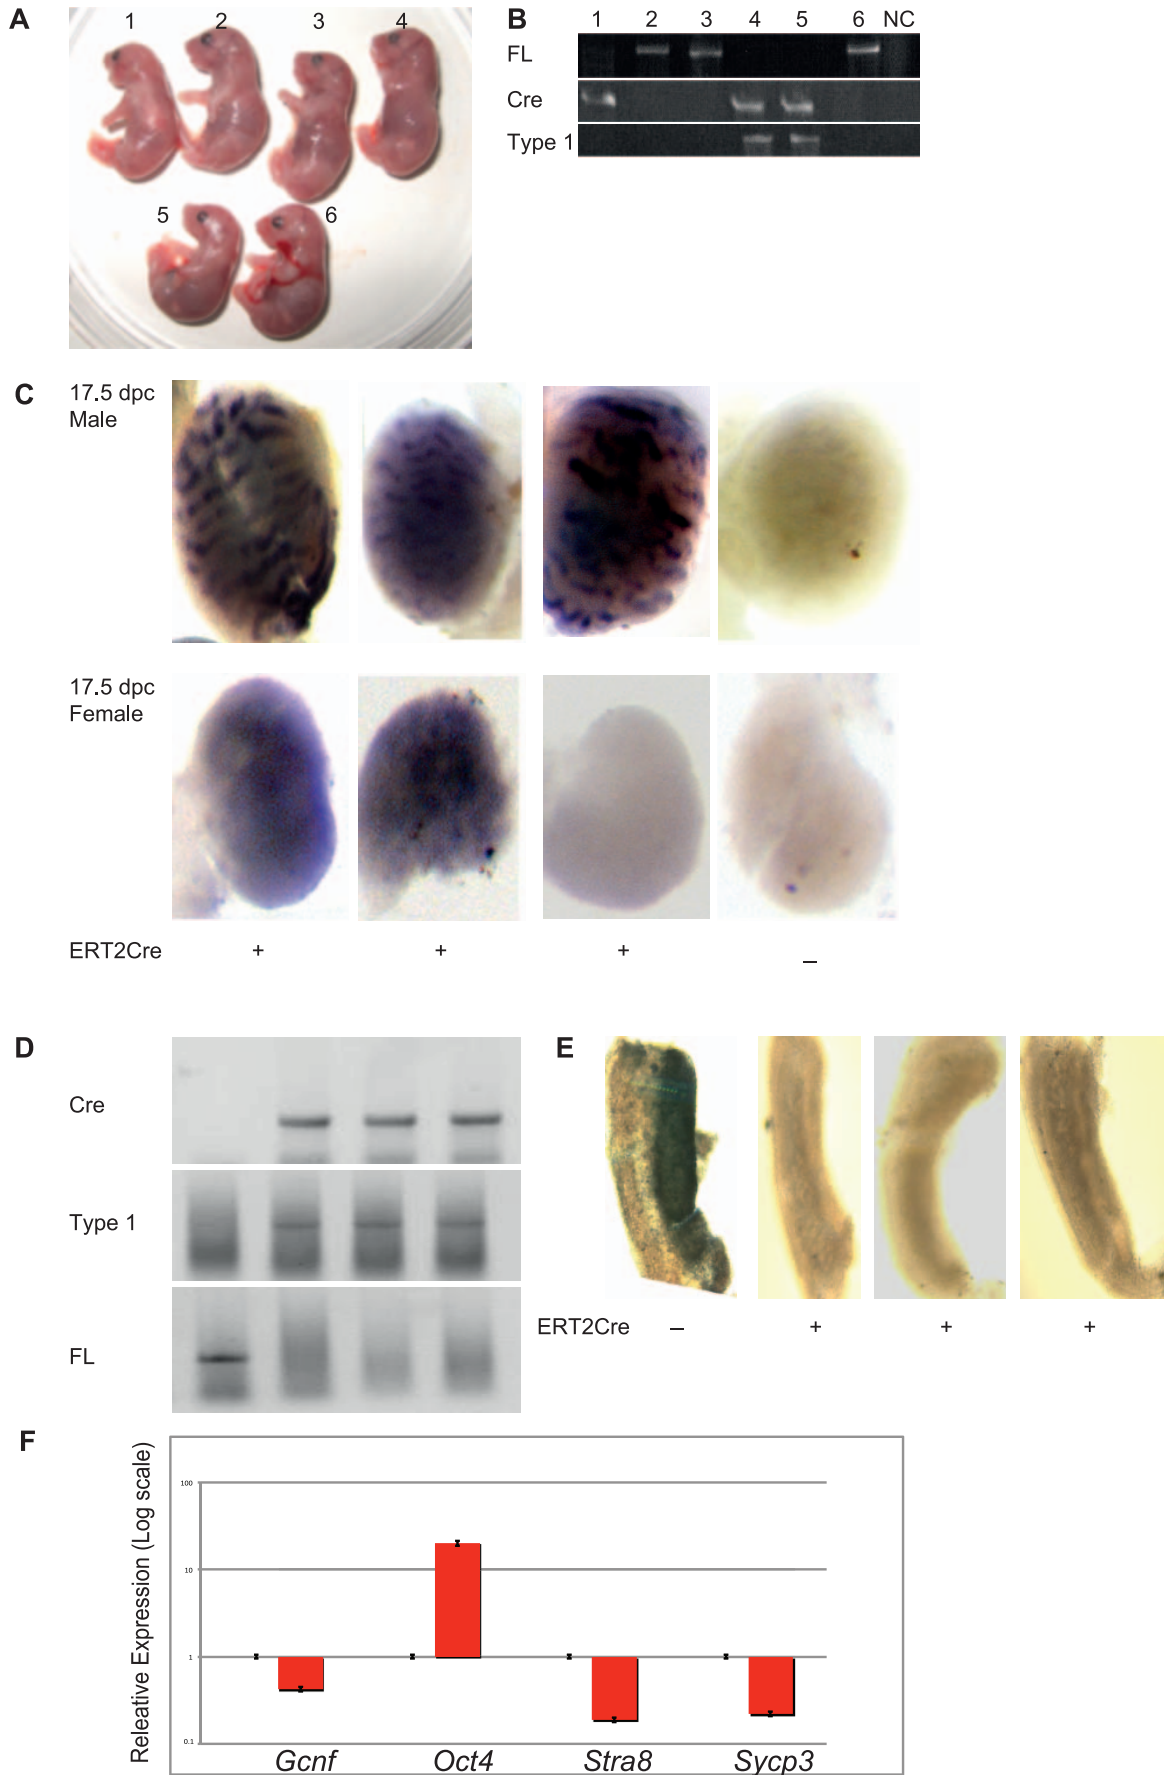 A
1 2 3 4
5 6
B
1 2 3 4 5 6 NC
FL
Cre
Type 1
C
17.5 dpc
Male
17.5 dpc
Female
ERT2Cre + + + –
D
Cre
Type 1
FL
E
ERT2Cre – + + +
F
Releative Expression (Log scale)
100
10
1
0.1
Gcnf Oct4 Stra8 Sycp3